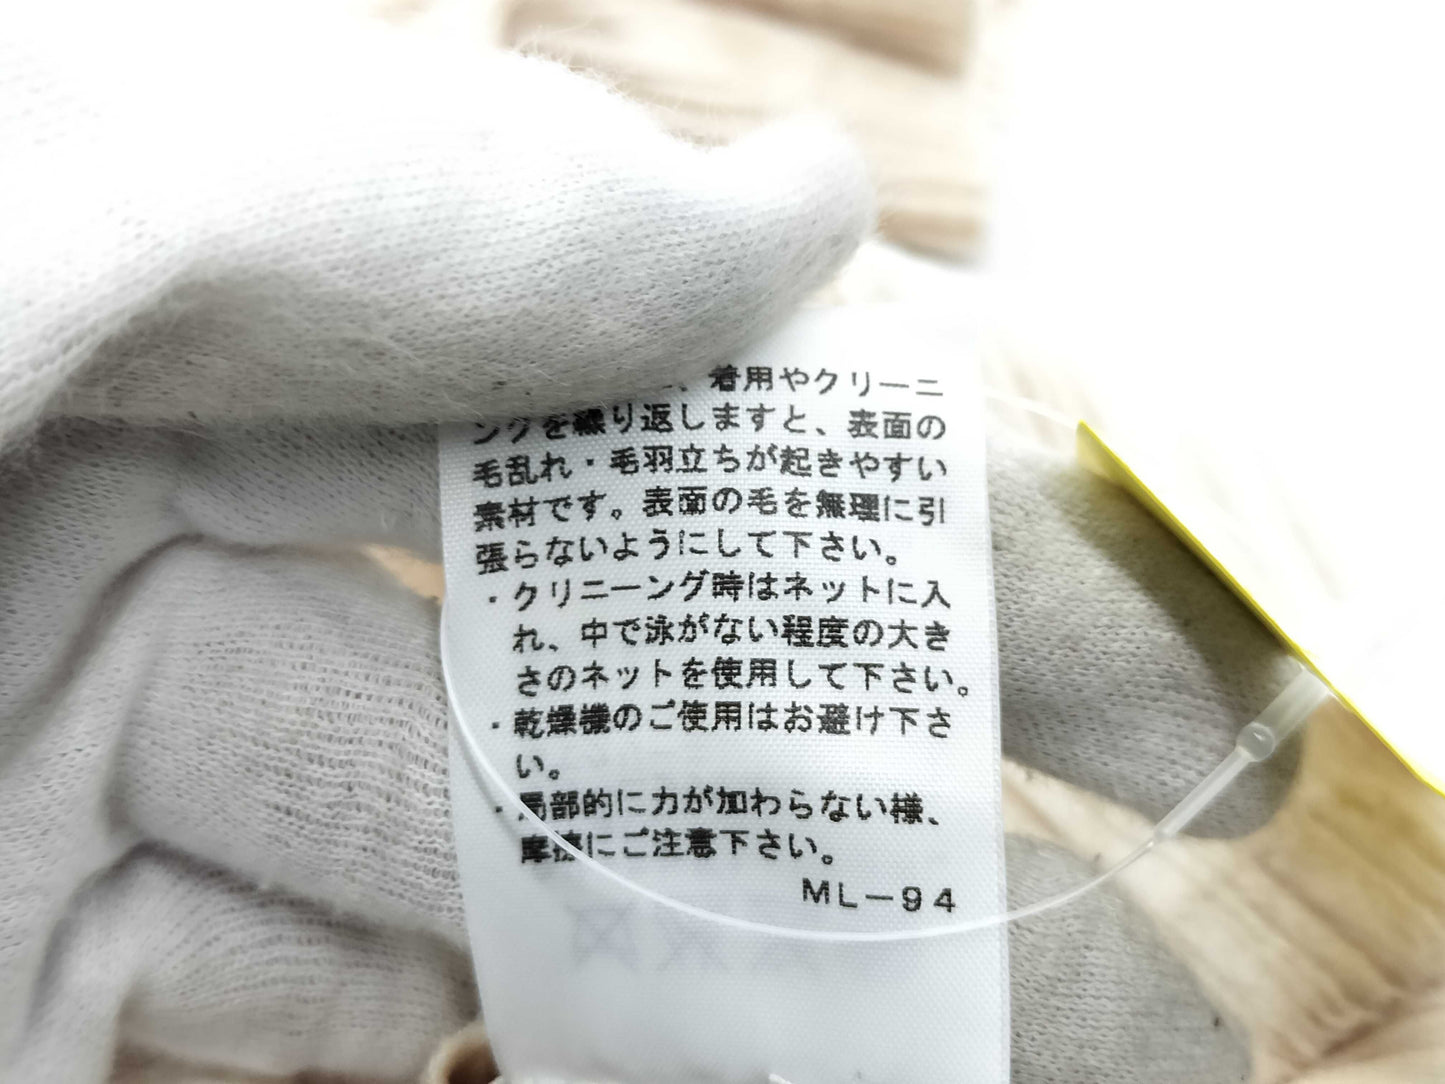 、着用やクリーニ
ングを繰り返しますと、表面の
毛乱れ・毛羽立ちが起きやすい
素材です。表面の毛を無理に引
張らないようにして下さい。
・クリニーング時はネットに入
れ、中で泳がない程度の大き
さのネットを使用して下さい。
・乾燥機のご使用はお避け下さ
い。
・局部的に力が加わらない様、
摩擦にご注意下さい。
ML－94